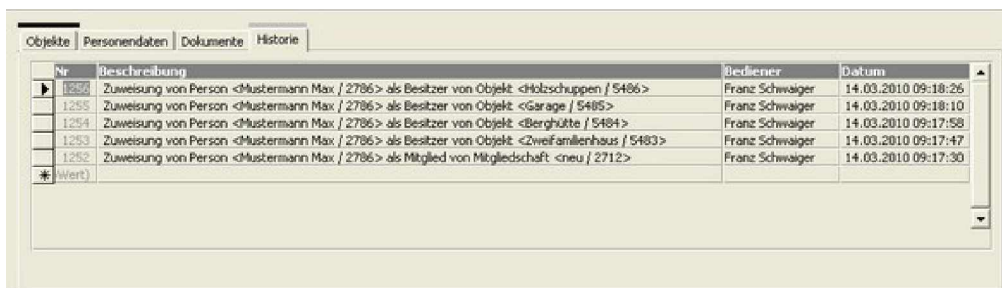 Objekte Personendaten Dokumente Historie
Nr Beschreibung Bediener Datum
1256 Zuweisung von Person <Mustermann Max / 2786> als Besitzer von Objekt <Holzschuppen / 5486> Franz Schwaiger 14.03.2010 09:18:26
1255 Zuweisung von Person <Mustermann Max / 2786> als Besitzer von Objekt <Garage / 5485> Franz Schwaiger 14.03.2010 09:18:10
1254 Zuweisung von Person <Mustermann Max / 2786> als Besitzer von Objekt <Berghütte / 5484> Franz Schwaiger 14.03.2010 09:17:58
1253 Zuweisung von Person <Mustermann Max / 2786> als Besitzer von Objekt <Zweifamilienhaus / 5483> Franz Schwaiger 14.03.2010 09:17:47
1252 Zuweisung von Person <Mustermann Max / 2786> als Mitglied von Mitgliedschaft <neu / 2712> Franz Schwaiger 14.03.2010 09:17:30
Wert)